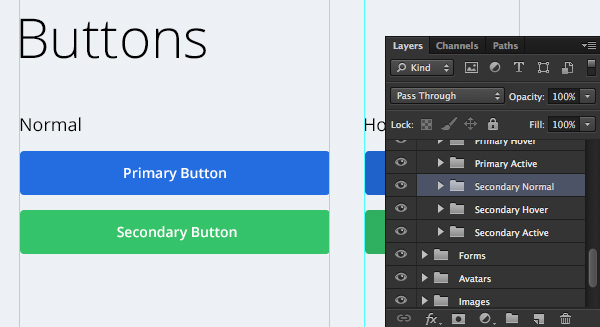 Buttons
Normal
Primary Button
Secondary Button
Layers Channels Paths
Kind
Pass Through Opacity: 100%
Lock: Fill: 100%
Primary Hover
Primary Active
Secondary Normal
Secondary Hover
Secondary Active
Forms
Avatars
Images
fx